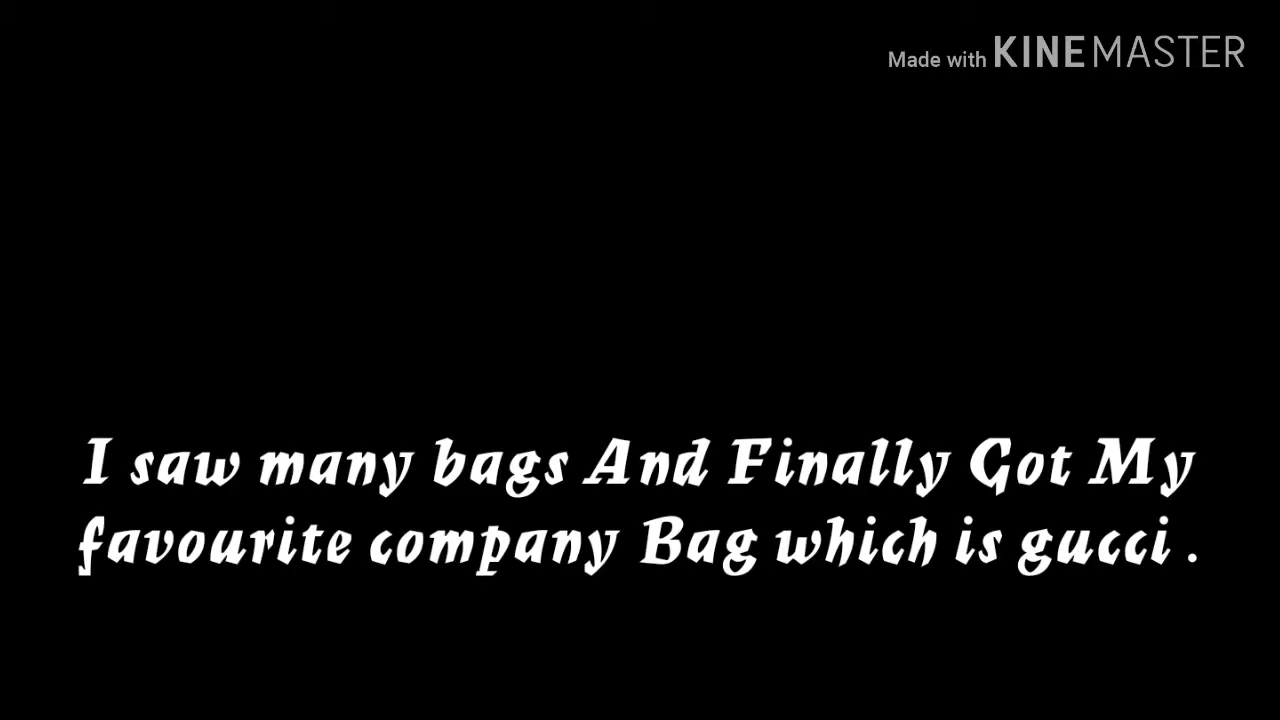 Made with KINEMASTER
I saw many bags And Finally Got My
favourite company Bag which is gucci .